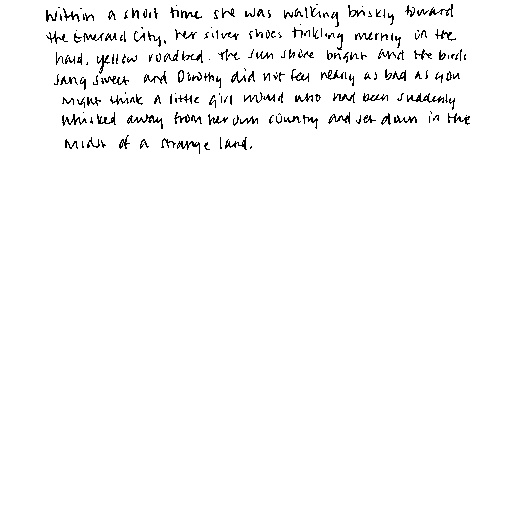 Within a short time she was walking briskly toward
the Emerald City, her silver shoes tinkling merrily on the
hard, yellow roadbed. The sun shone bright and the birds
sang sweet and Dorothy did not feel nearly as bad as you
might think a little girl would who had been suddenly
whisked away from her own country and set down in the
midst of a strange land.